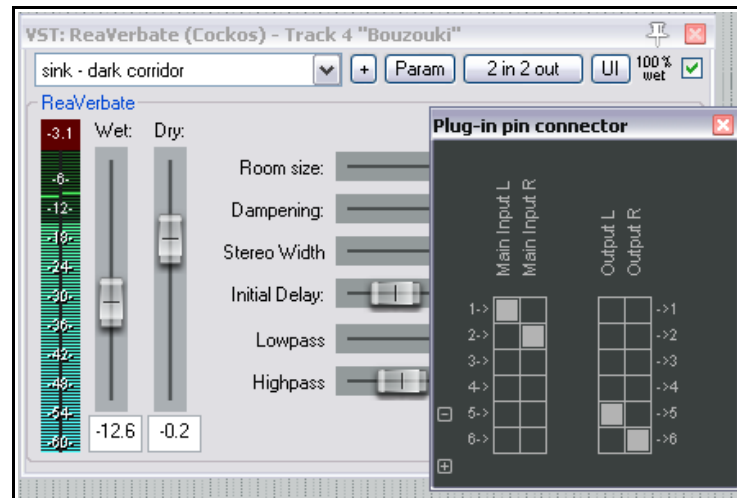 VST: ReaVerbate (Cockos) - Track 4 "Bouzouki"
sink - dark corridor
+
Param
2 in 2 out
UI
100 %
wet
ReaVerbate
-3.1
Wet:
Dry:
-6-
-12-
-18-
-24-
-30-
-36-
-42-
-48-
-54-
-60-
-12.6
-0.2
Room size:
Dampening:
Stereo Width
Initial Delay:
Lowpass
Highpass
Plug-in pin connector
Main Input L
Main Input R
Output L
Output R
1->
->1
2->
->2
3->
->3
4->
->4
5->
->5
6->
->6